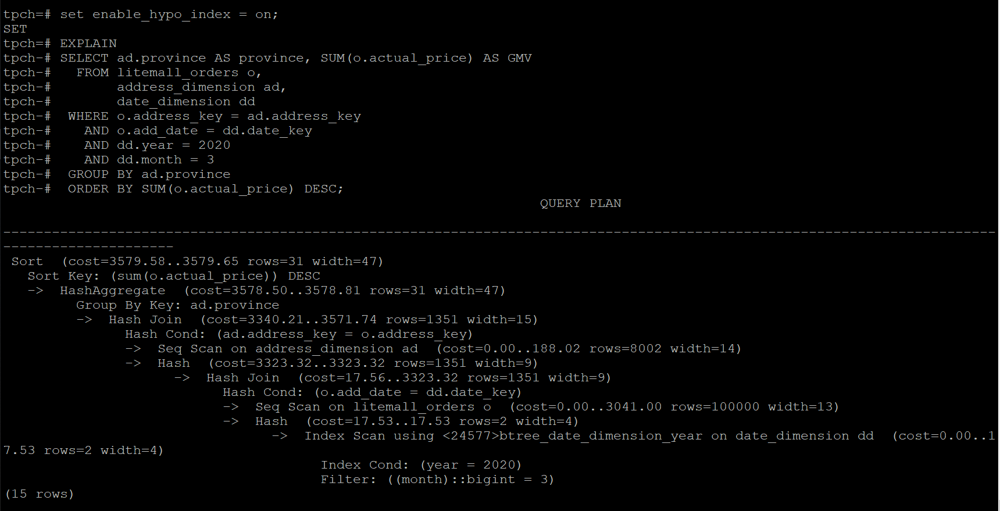 tpch=# set enable_hypo_index = on;
SET
tpch=# EXPLAIN
tpch-# SELECT ad.province AS province, SUM(o.actual_price) AS GMV
tpch-#   FROM litemall_orders o,
tpch-#        address_dimension ad,
tpch-#        date_dimension dd
tpch-#  WHERE o.address_key = ad.address_key
tpch-#    AND o.add_date = dd.date_key
tpch-#    AND dd.year = 2020
tpch-#    AND dd.month = 3
tpch-#  GROUP BY ad.province
tpch-#  ORDER BY SUM(o.actual_price) DESC;
QUERY PLAN
--------------------------------------------------------------------------------------------------------------------------
---------------------
 Sort  (cost=3579.58..3579.65 rows=31 width=47)
   Sort Key: (sum(o.actual_price)) DESC
   ->  HashAggregate  (cost=3578.50..3578.81 rows=31 width=47)
         Group By Key: ad.province
         ->  Hash Join  (cost=3340.21..3571.74 rows=1351 width=15)
               Hash Cond: (ad.address_key = o.address_key)
               ->  Seq Scan on address_dimension ad  (cost=0.00..188.02 rows=8002 width=14)
               ->  Hash  (cost=3323.32..3323.32 rows=1351 width=9)
                     ->  Hash Join  (cost=17.56..3323.32 rows=1351 width=9)
                           Hash Cond: (o.add_date = dd.date_key)
                           ->  Seq Scan on litemall_orders o  (cost=0.00..3041.00 rows=100000 width=13)
                           ->  Hash  (cost=17.53..17.53 rows=2 width=4)
                                 ->  Index Scan using <24577>btree_date_dimension_year on date_dimension dd  (cost=0.00..1
7.53 rows=2 width=4)
                                       Index Cond: (year = 2020)
                                       Filter: ((month)::bigint = 3)
(15 rows)